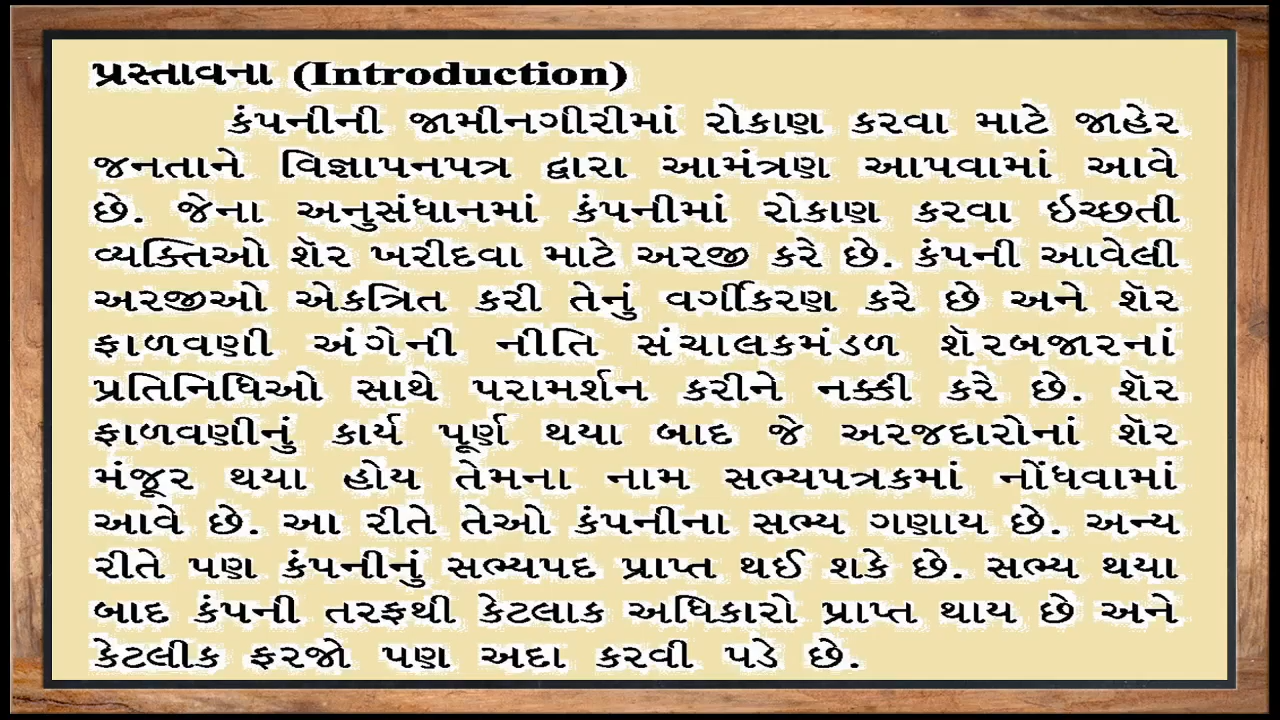 પ્રસ્તાવના (Introduction)
કંપનીની જામીનગીરીમાં રોકાણ કરવા માટે જાહેર
જનતાને વિજ્ઞાપનપત્ર દ્વારા આમંત્રણ આપવામાં આવે
છે. જેના અનુસંધાનમાં કંપનીમાં રોકાણ કરવા ઇચ્છતી
વ્યક્તિઓ શૅર ખરીદવા માટે અરજી કરે છે. કંપની આવેલી
અરજીઓ એકત્રિત કરી તેનું વર્ગીકરણ કરે છે અને શૅર
ફાળવણી અંગેની નીતિ સંચાલકમંડળ શૅરબજારનાં
પ્રતિનિધિઓ સાથે પરામર્શન કરીને નક્કી કરે છે. શૅર
ફાળવણીનું કાર્ય પૂર્ણ થયા બાદ જે અરજદારોનાં શૅર
મંજૂર થયા હોય તેમના નામ સભ્યપત્રકમાં નોંધવામાં
આવે છે. આ રીતે તેઓ કંપનીના સભ્ય ગણાય છે. અન્ય
રીતે પણ કંપનીનું સભ્યપદ પ્રાપ્ત થઈ શકે છે. સભ્ય થયા
બાદ કંપની તરફથી કેટલાક અધિકારો પ્રાપ્ત થાય છે અને
કેટલીક ફરજો પણ અદા કરવી પડે છે.